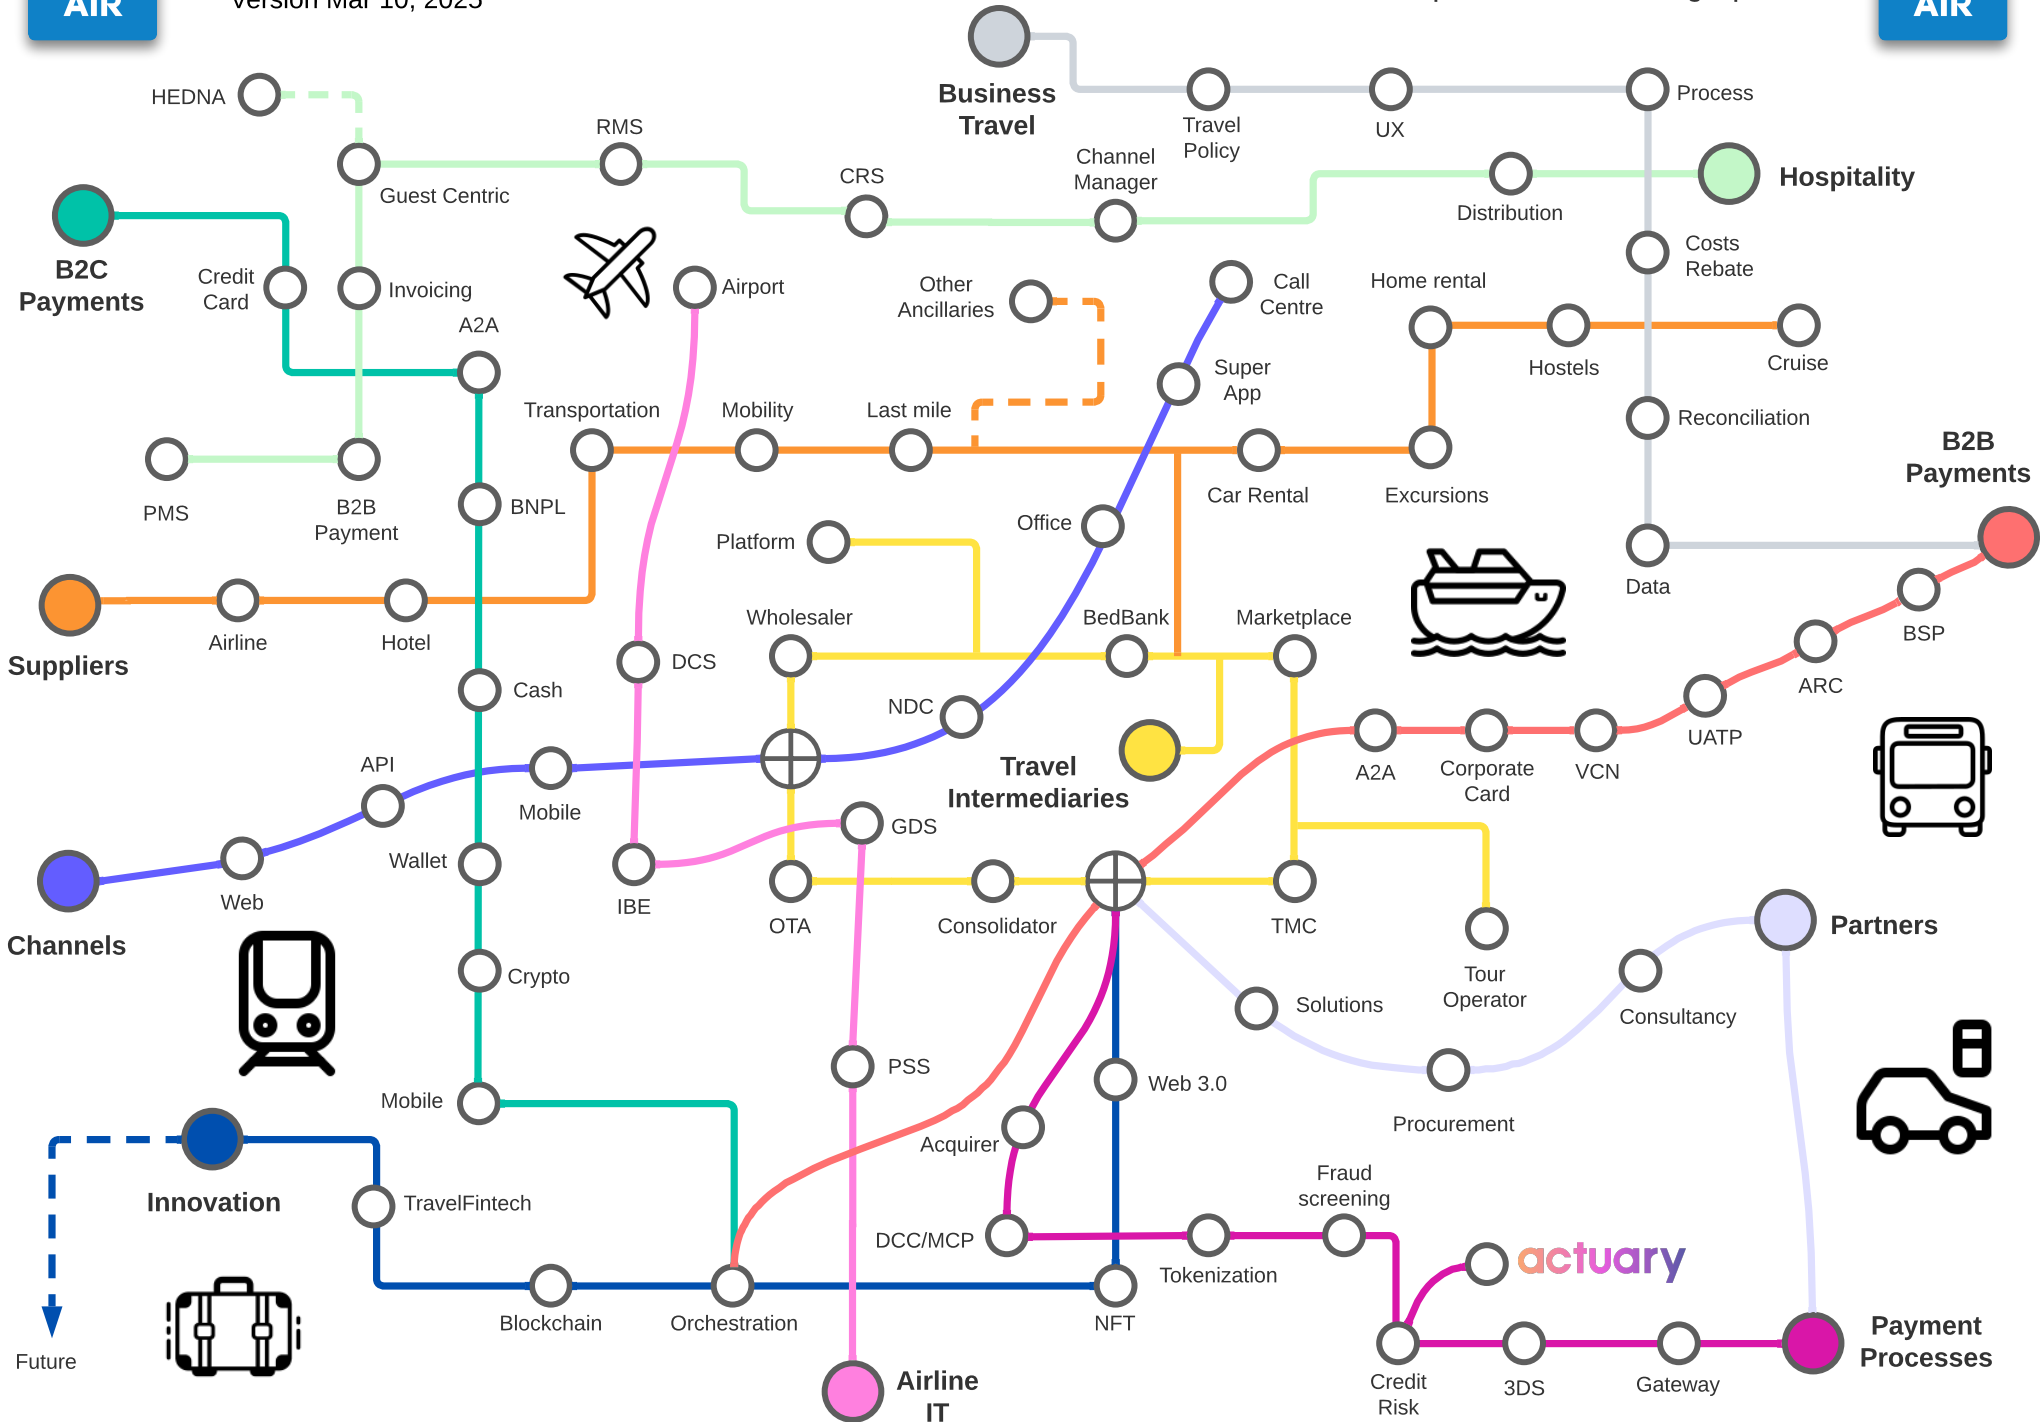 AIR
Version Mar 10, 2025
AIR
Business
Travel
HEDNA
Process
RMS
Travel
Policy
UX
Channel
Manager
CRS
Hospitality
Guest Centric
Distribution
B2C
Payments
Credit
Card
Invoicing
Airport
Other
Ancillaries
Call
Centre
Home rental
Costs
Rebate
A2A
Super
App
Hostels
Cruise
Transportation
Mobility
Last mile
Reconciliation
B2B
Payments
PMS
B2B
Payment
BNPL
Car Rental
Excursions
Office
Platform
Data
Airline
Hotel
Wholesaler
BedBank
Marketplace
BSP
Suppliers
DCS
Cash
ARC
NDC
UATP
API
Mobile
Travel
Intermediaries
A2A
Corporate
Card
VCN
GDS
Wallet
Web
IBE
OTA
Consolidator
TMC
Partners
Channels
Crypto
Tour
Operator
Solutions
Consultancy
PSS
Web 3.0
Mobile
Procurement
Acquirer
Innovation
TravelFintech
Fraud
screening
DCC/MCP
Tokenization
actuary
Blockchain
Orchestration
NFT
Future
Payment
Processes
Airline
IT
Credit
Risk
3DS
Gateway